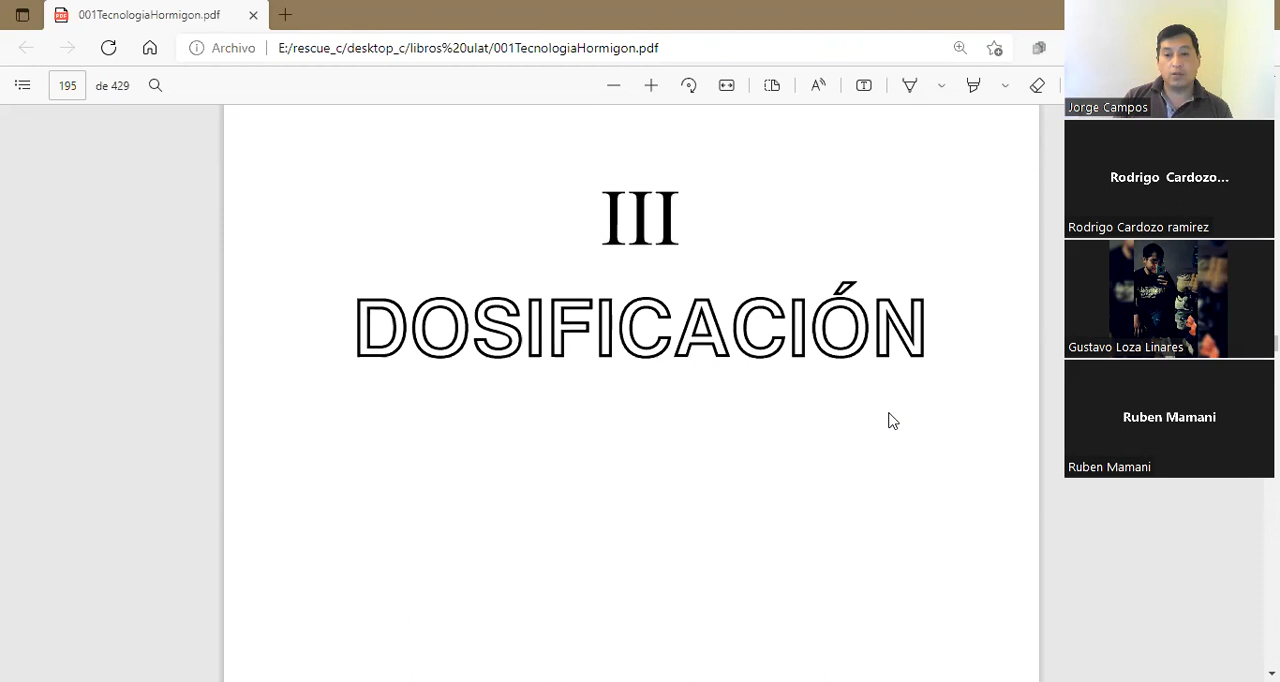 001TecnologiaHormigon.pdf
Archivo
E:/rescue_c/desktop_c/libros%20ulat/001TecnologiaHormigon.pdf
195 de 429
III
DOSIFICACIÓN
Jorge Campos
Rodrigo Cardozo...
Rodrigo Cardozo ramirez
Gustavo Loza Linares
Ruben Mamani
Ruben Mamani